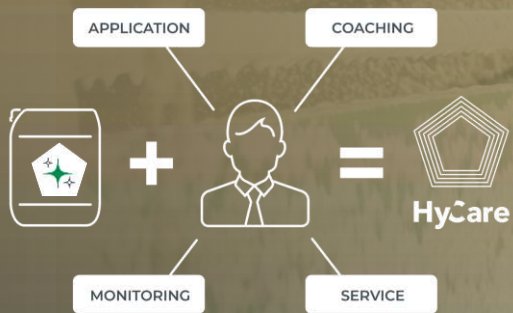 APPLICATION
COACHING
+
=
HyCare
MONITORING
SERVICE